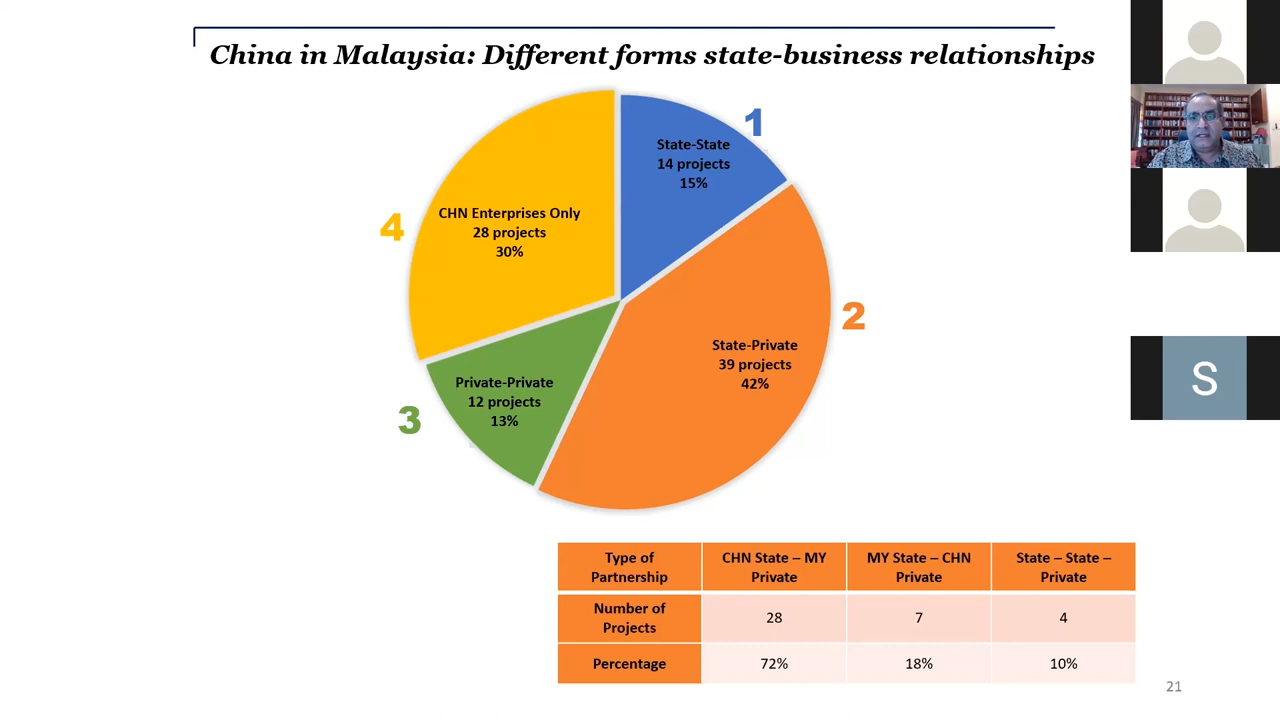 China in Malaysia: Different forms state-business relationships
1
State-State
14 projects
15%
4
CHN Enterprises Only
28 projects
30%
2
State-Private
39 projects
42%
3
Private-Private
12 projects
13%
S
Type of Partnership
CHN State – MY Private
MY State – CHN Private
State – State – Private
Number of Projects
28
7
4
Percentage
72%
18%
10%
21